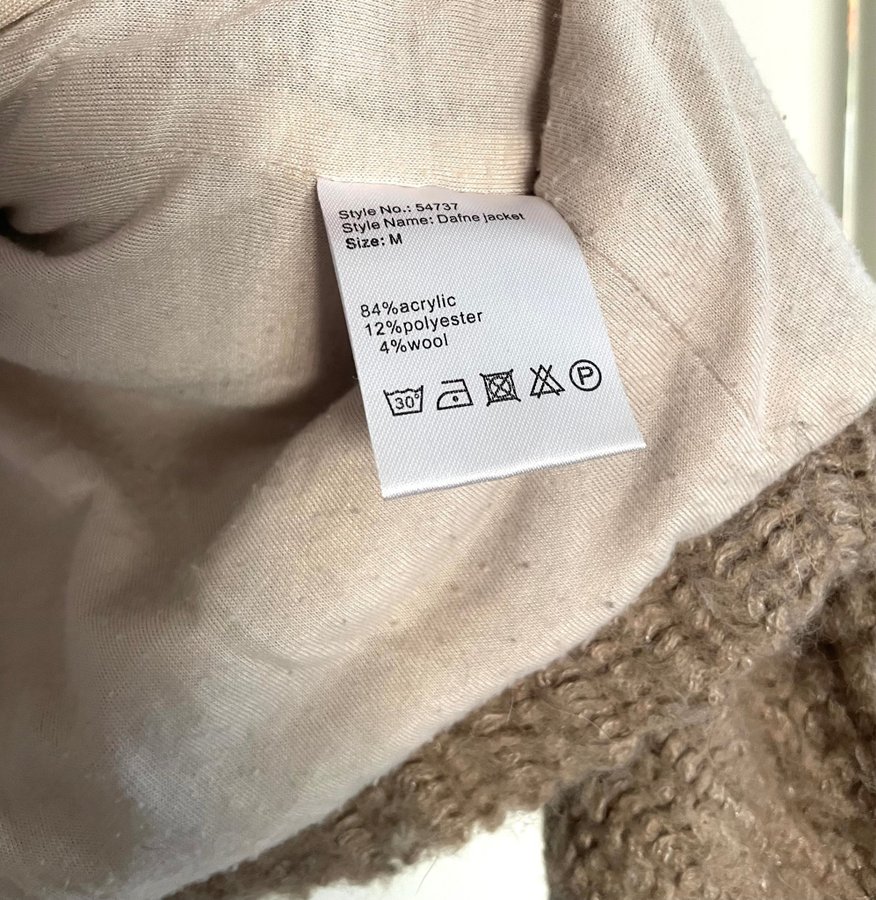 Style No.: 54737
Style Name: Dafne jacket
Size: M
84%acrylic
12%polyester
4%wool
30° P